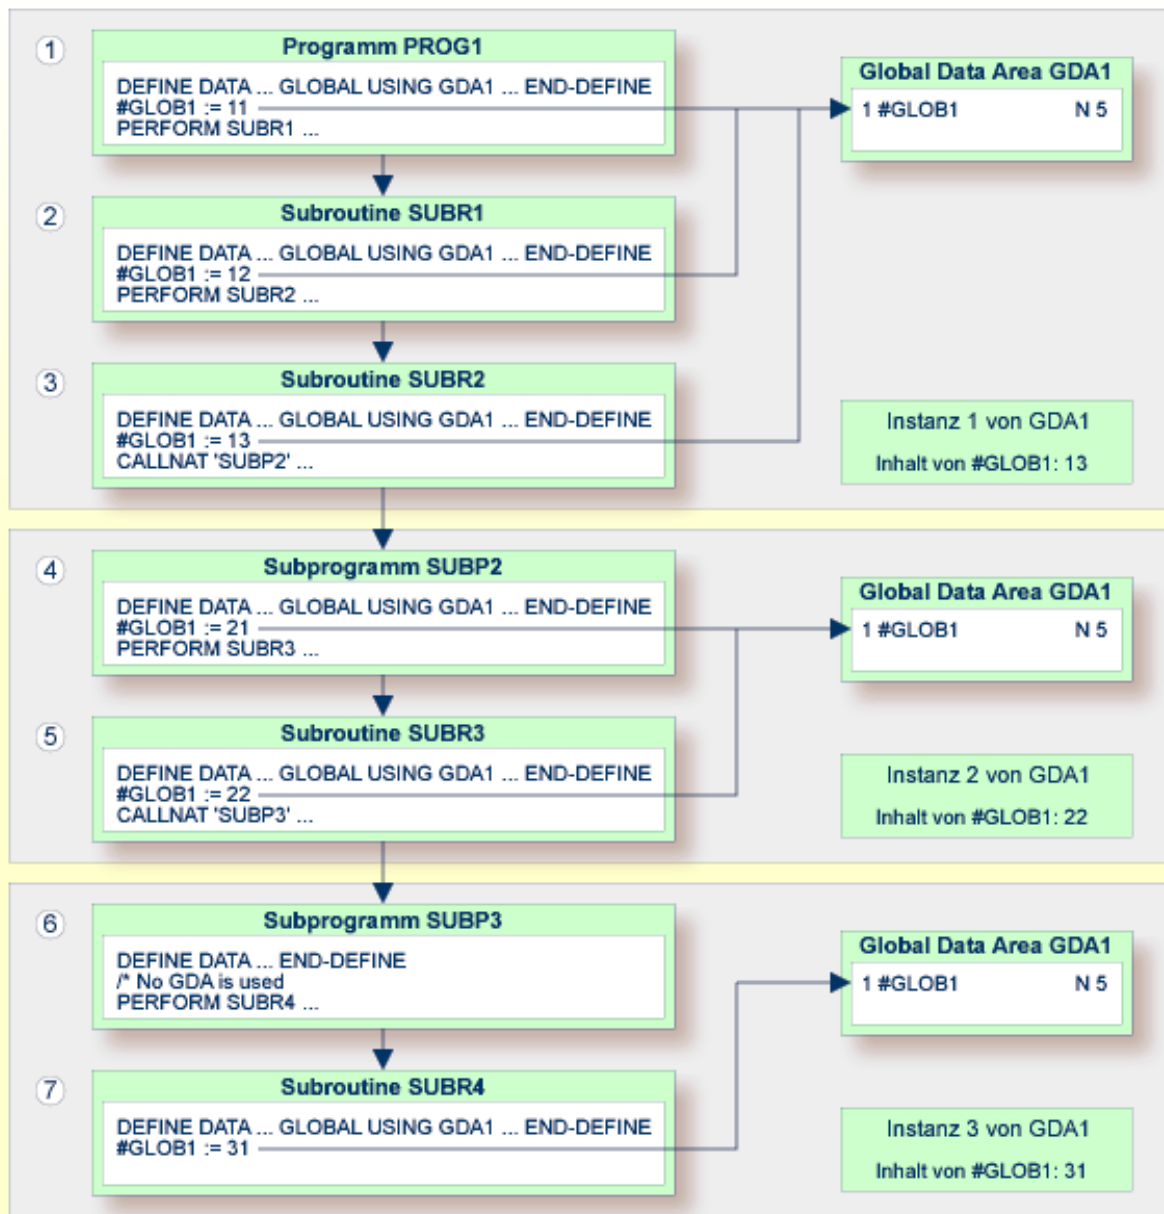 1
Programm PROG1
DEFINE DATA ... GLOBAL USING GDA1 ... END-DEFINE
#GLOB1 := 11
PERFORM SUBR1 ...
Global Data Area GDA1
1 #GLOB1 N 5
2
Subroutine SUBR1
DEFINE DATA ... GLOBAL USING GDA1 ... END-DEFINE
#GLOB1 := 12
PERFORM SUBR2 ...
3
Subroutine SUBR2
DEFINE DATA ... GLOBAL USING GDA1 ... END-DEFINE
#GLOB1 := 13
CALLNAT 'SUBP2' ...
Instanz 1 von GDA1
Inhalt von #GLOB1: 13
4
Subprogramm SUBP2
DEFINE DATA ... GLOBAL USING GDA1 ... END-DEFINE
#GLOB1 := 21
PERFORM SUBR3 ...
Global Data Area GDA1
1 #GLOB1 N 5
5
Subroutine SUBR3
DEFINE DATA ... GLOBAL USING GDA1 ... END-DEFINE
#GLOB1 := 22
CALLNAT 'SUBP3' ...
Instanz 2 von GDA1
Inhalt von #GLOB1: 22
6
Subprogramm SUBP3
DEFINE DATA ... END-DEFINE
/* No GDA is used
PERFORM SUBR4 ...
Global Data Area GDA1
1 #GLOB1 N 5
7
Subroutine SUBR4
DEFINE DATA ... GLOBAL USING GDA1 ... END-DEFINE
#GLOB1 := 31
Instanz 3 von GDA1
Inhalt von #GLOB1: 31